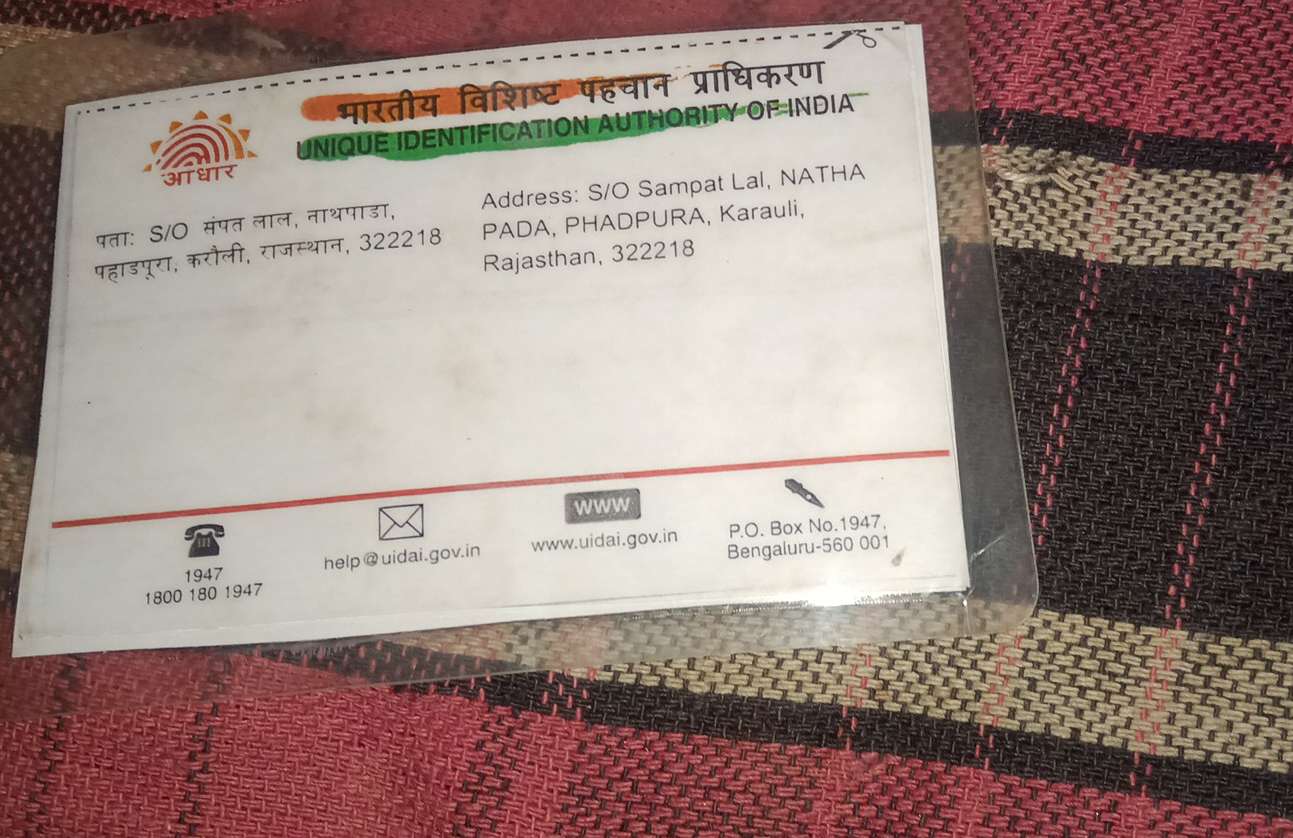 भारतीय विशिष्ट पहचान प्राधिकरण
UNIQUE IDENTIFICATION AUTHORITY OF INDIA
आधार
पता: S/O संपत लाल, नाथपाडा,
पहाडपूरा, करौली, राजस्थान, 322218
Address: S/O Sampat Lal, NATHA
PADA, PHADPURA, Karauli,
Rajasthan, 322218
1947
1800 180 1947
help@uidai.gov.in
WWW
www.uidai.gov.in
P.O. Box No.1947,
Bengaluru-560 001